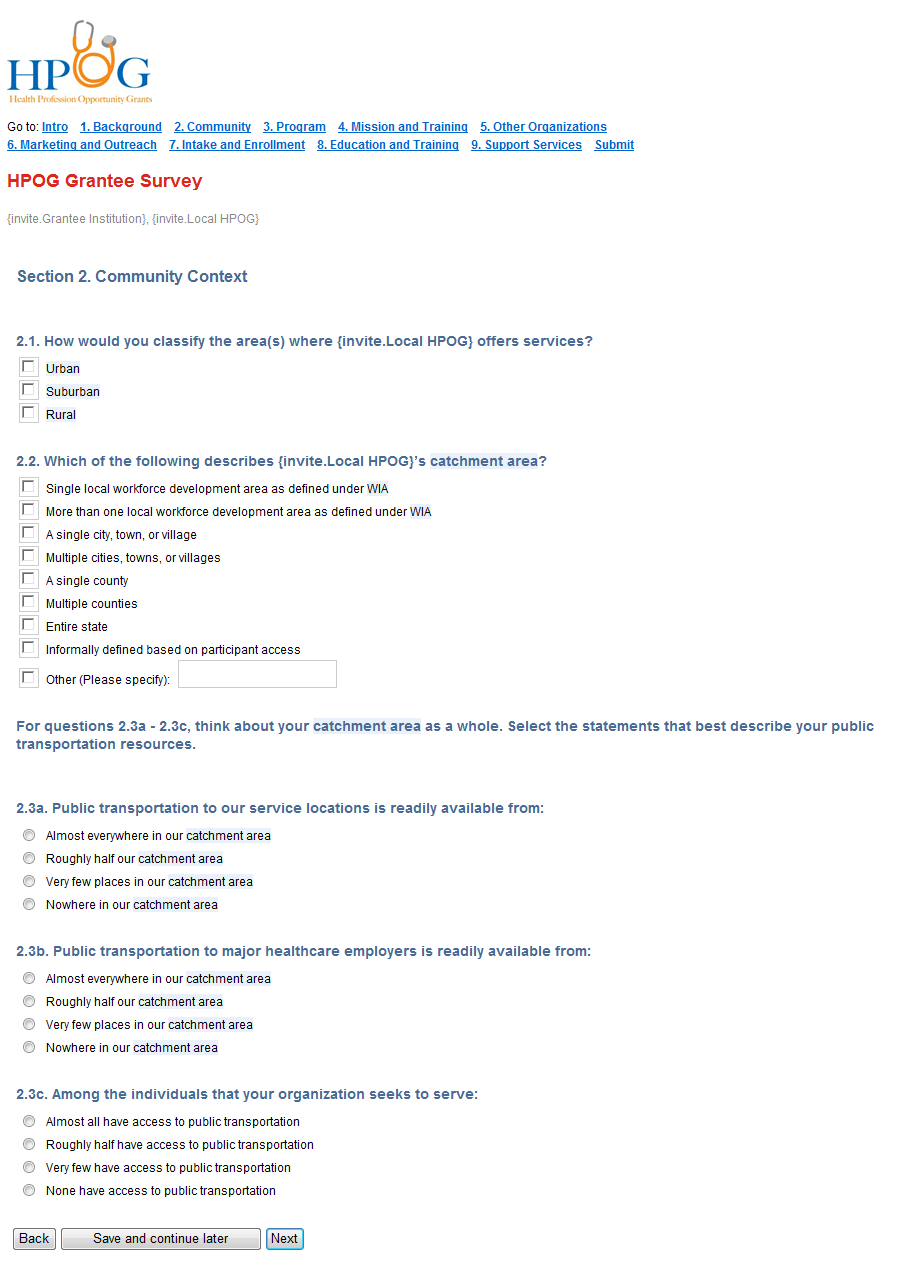 HPOG
Health Profession Opportunity Grants
Go to: Intro 1. Background 2. Community 3. Program 4. Mission and Training 5. Other Organizations
6. Marketing and Outreach 7. Intake and Enrollment 8. Education and Training 9. Support Services Submit
HPOG Grantee Survey
{invite.Grantee Institution}, {invite.Local HPOG}
Section 2. Community Context
2.1. How would you classify the area(s) where {invite.Local HPOG} offers services?
Urban
Suburban
Rural
2.2. Which of the following describes {invite.Local HPOG}'s catchment area?
Single local workforce development area as defined under WIA
More than one local workforce development area as defined under WIA
A single city, town, or village
Multiple cities, towns, or villages
A single county
Multiple counties
Entire state
Informally defined based on participant access
Other (Please specify):
For questions 2.3a - 2.3c, think about your catchment area as a whole. Select the statements that best describe your public
transportation resources.
2.3a. Public transportation to our service locations is readily available from:
Almost everywhere in our catchment area
Roughly half our catchment area
Very few places in our catchment area
Nowhere in our catchment area
2.3b. Public transportation to major healthcare employers is readily available from:
Almost everywhere in our catchment area
Roughly half our catchment area
Very few places in our catchment area
Nowhere in our catchment area
2.3c. Among the individuals that your organization seeks to serve:
Almost all have access to public transportation
Roughly half have access to public transportation
Very few have access to public transportation
None have access to public transportation
Back Save and continue later Next